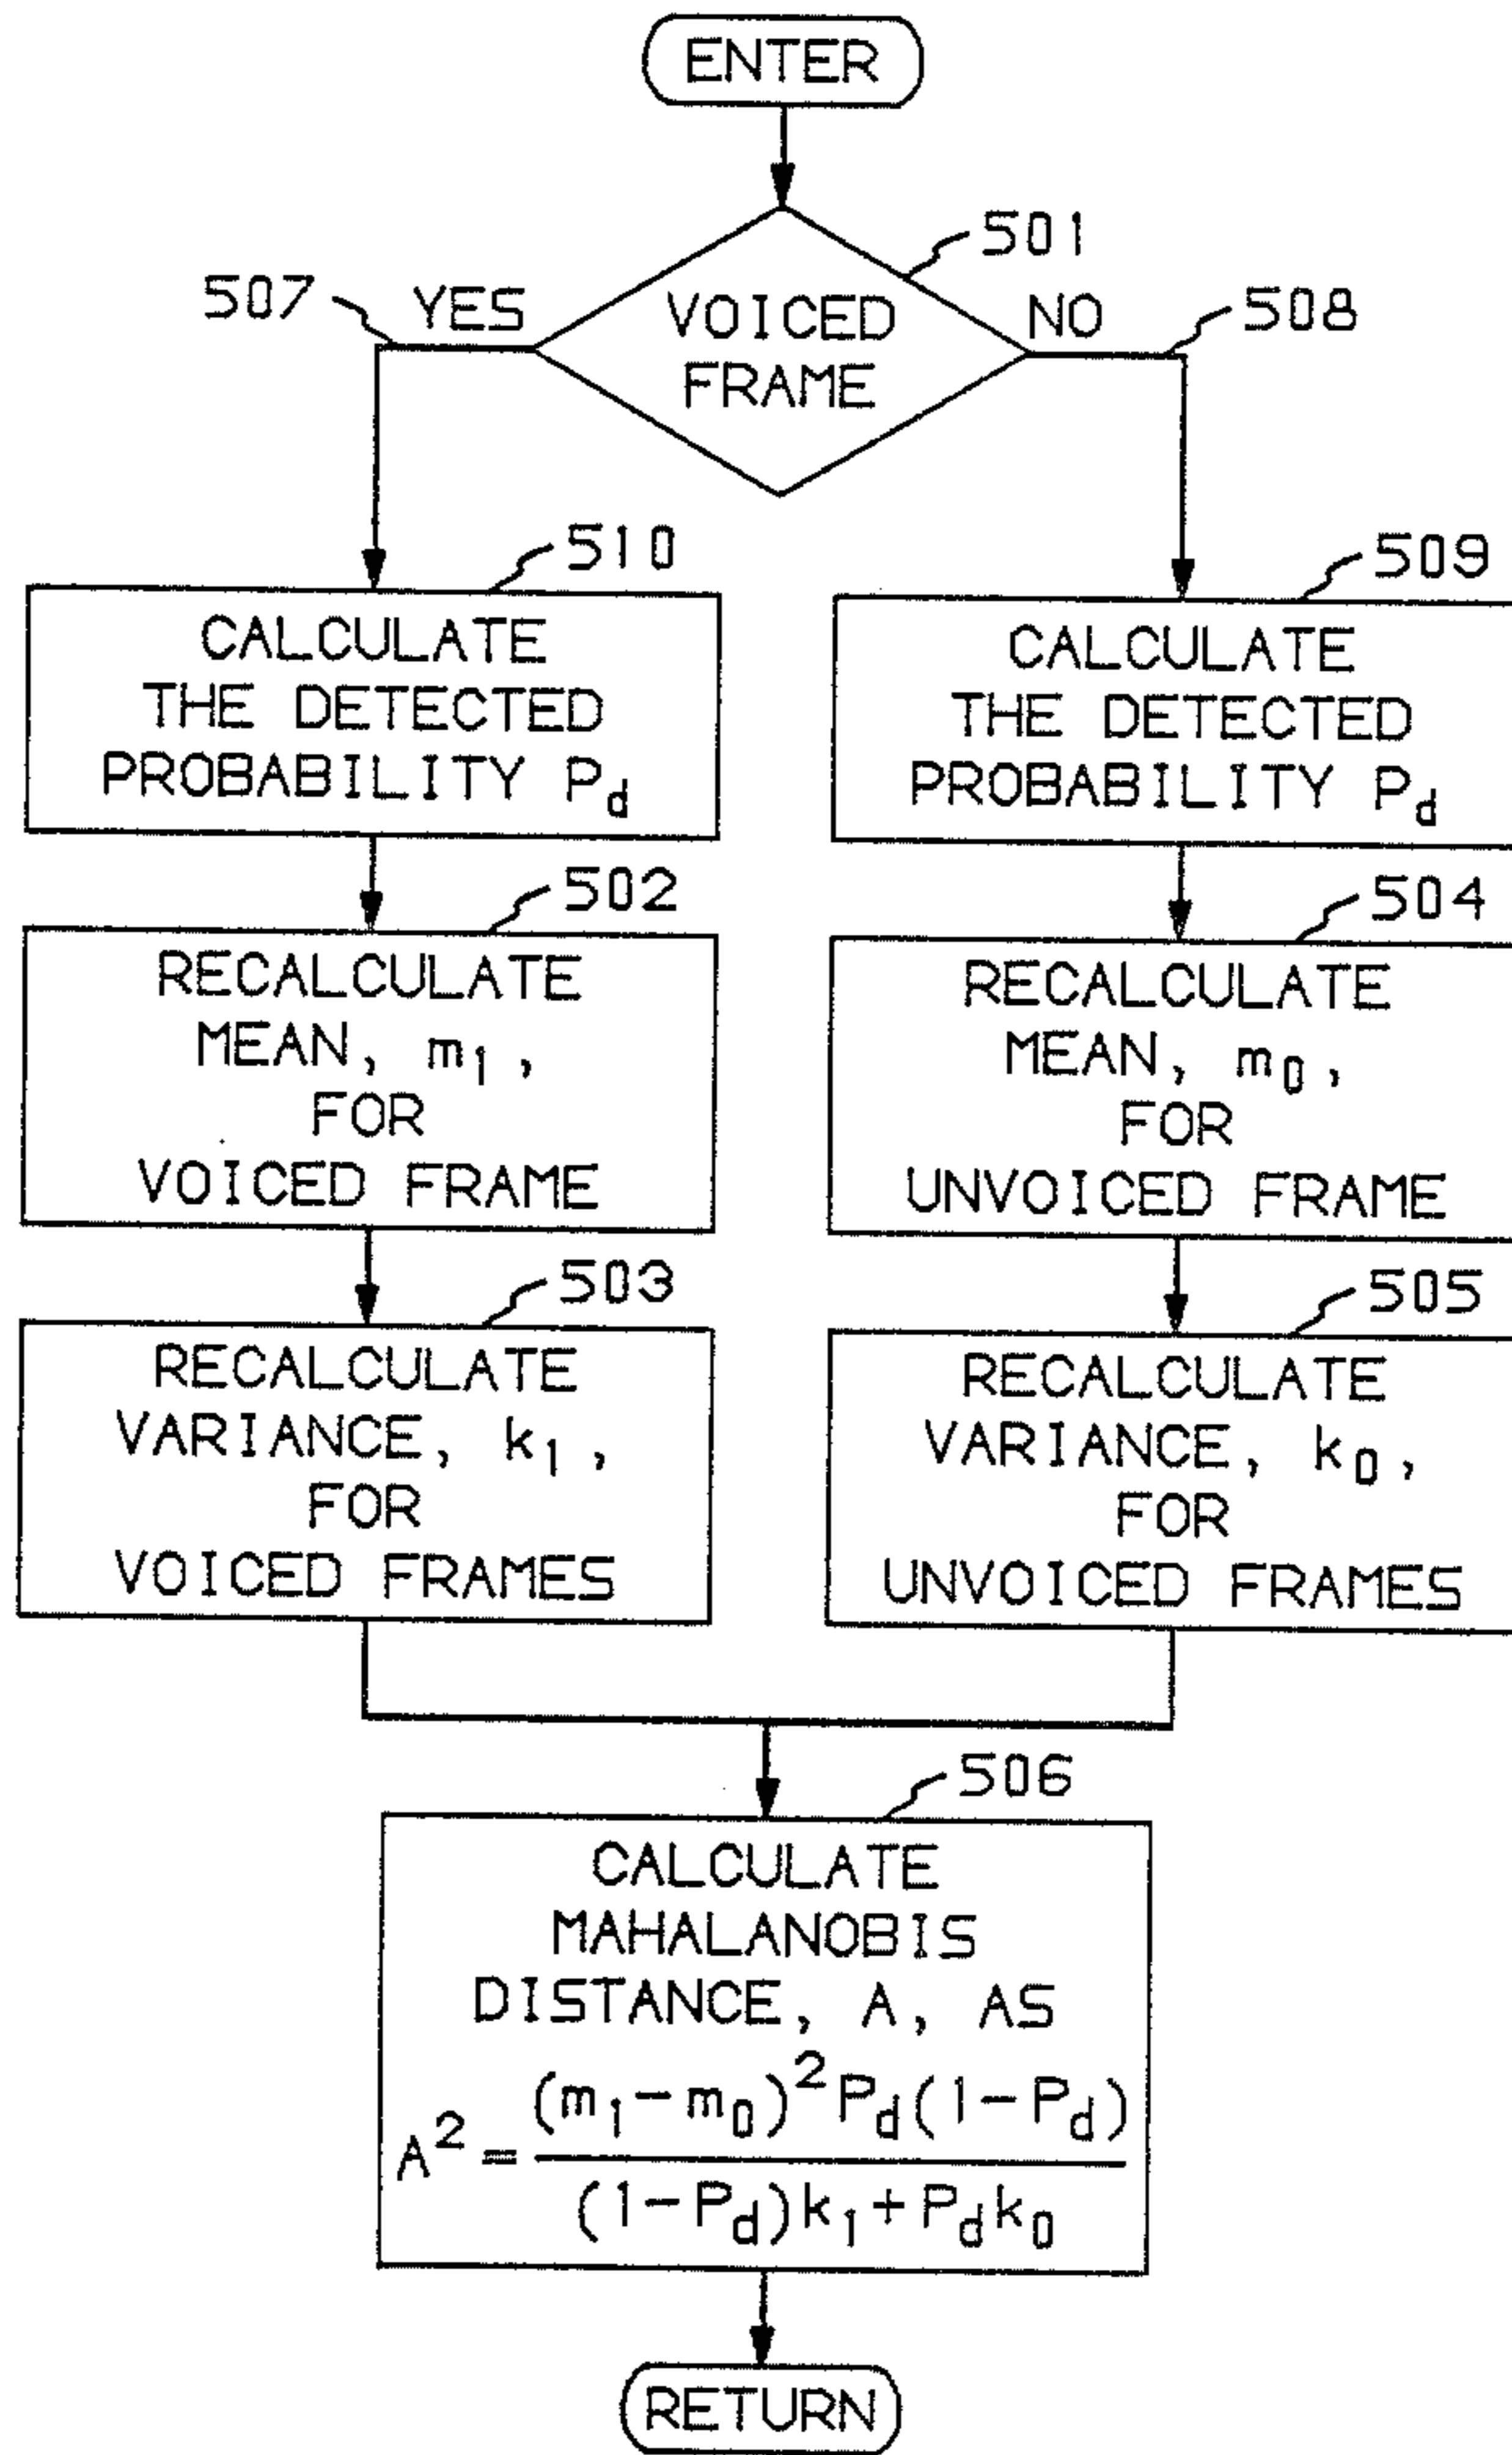 ENTER
501
507 YES VOICED NO 508
FRAME
510
CALCULATE
THE DETECTED
PROBABILITY P_d
509
CALCULATE
THE DETECTED
PROBABILITY P_d
502
RECALCULATE
MEAN, m_1,
FOR
VOICED FRAME
504
RECALCULATE
MEAN, m_0,
FOR
UNVOICED FRAME
503
RECALCULATE
VARIANCE, k_1,
FOR
VOICED FRAMES
505
RECALCULATE
VARIANCE, k_0,
FOR
UNVOICED FRAMES
506
CALCULATE
MAHALANOBIS
DISTANCE, A, AS
A^2 = (m_1 - m_0)^2 P_d (1 - P_d) / (1 - P_d) k_1 + P_d k_0
RETURN